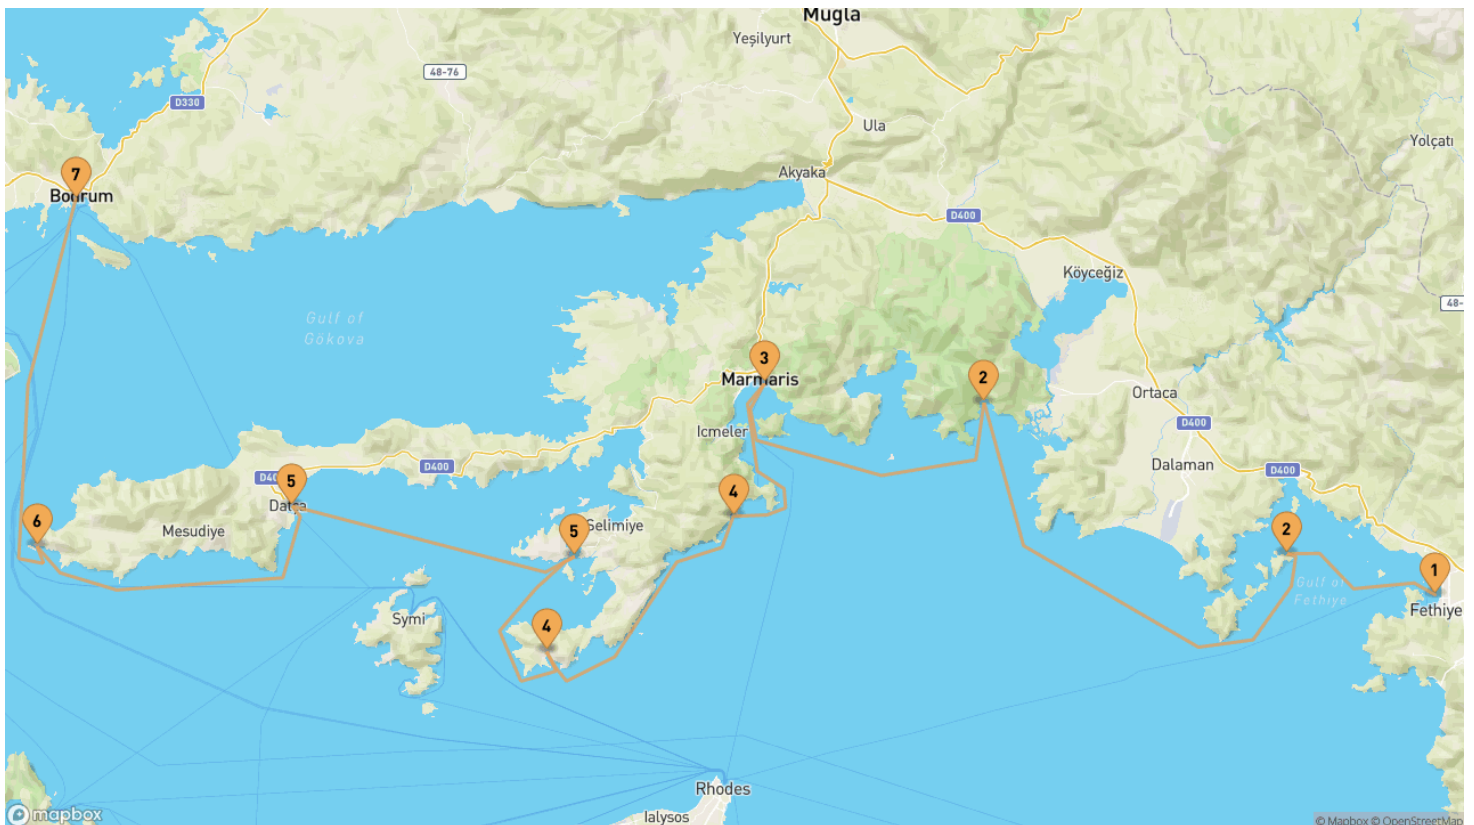 Mugla
Yeşilyurt
48-76
D330
Ula
Yolçatı
Akyaka
7
Bodrum
D400
Köyceğiz
48-
Gulf of
Gökova
3
Marmaris
2
Ortaca
D400
Icmeler
Dalaman
D400
D400
D40
5
Datça
4
Selimiye
5
6
Mesudiye
2
1
Gulf of
Fethiye
Fethiye
Symi
4
Rhodes
Ialysos
mapbox
© Mapbox © OpenStreetMap